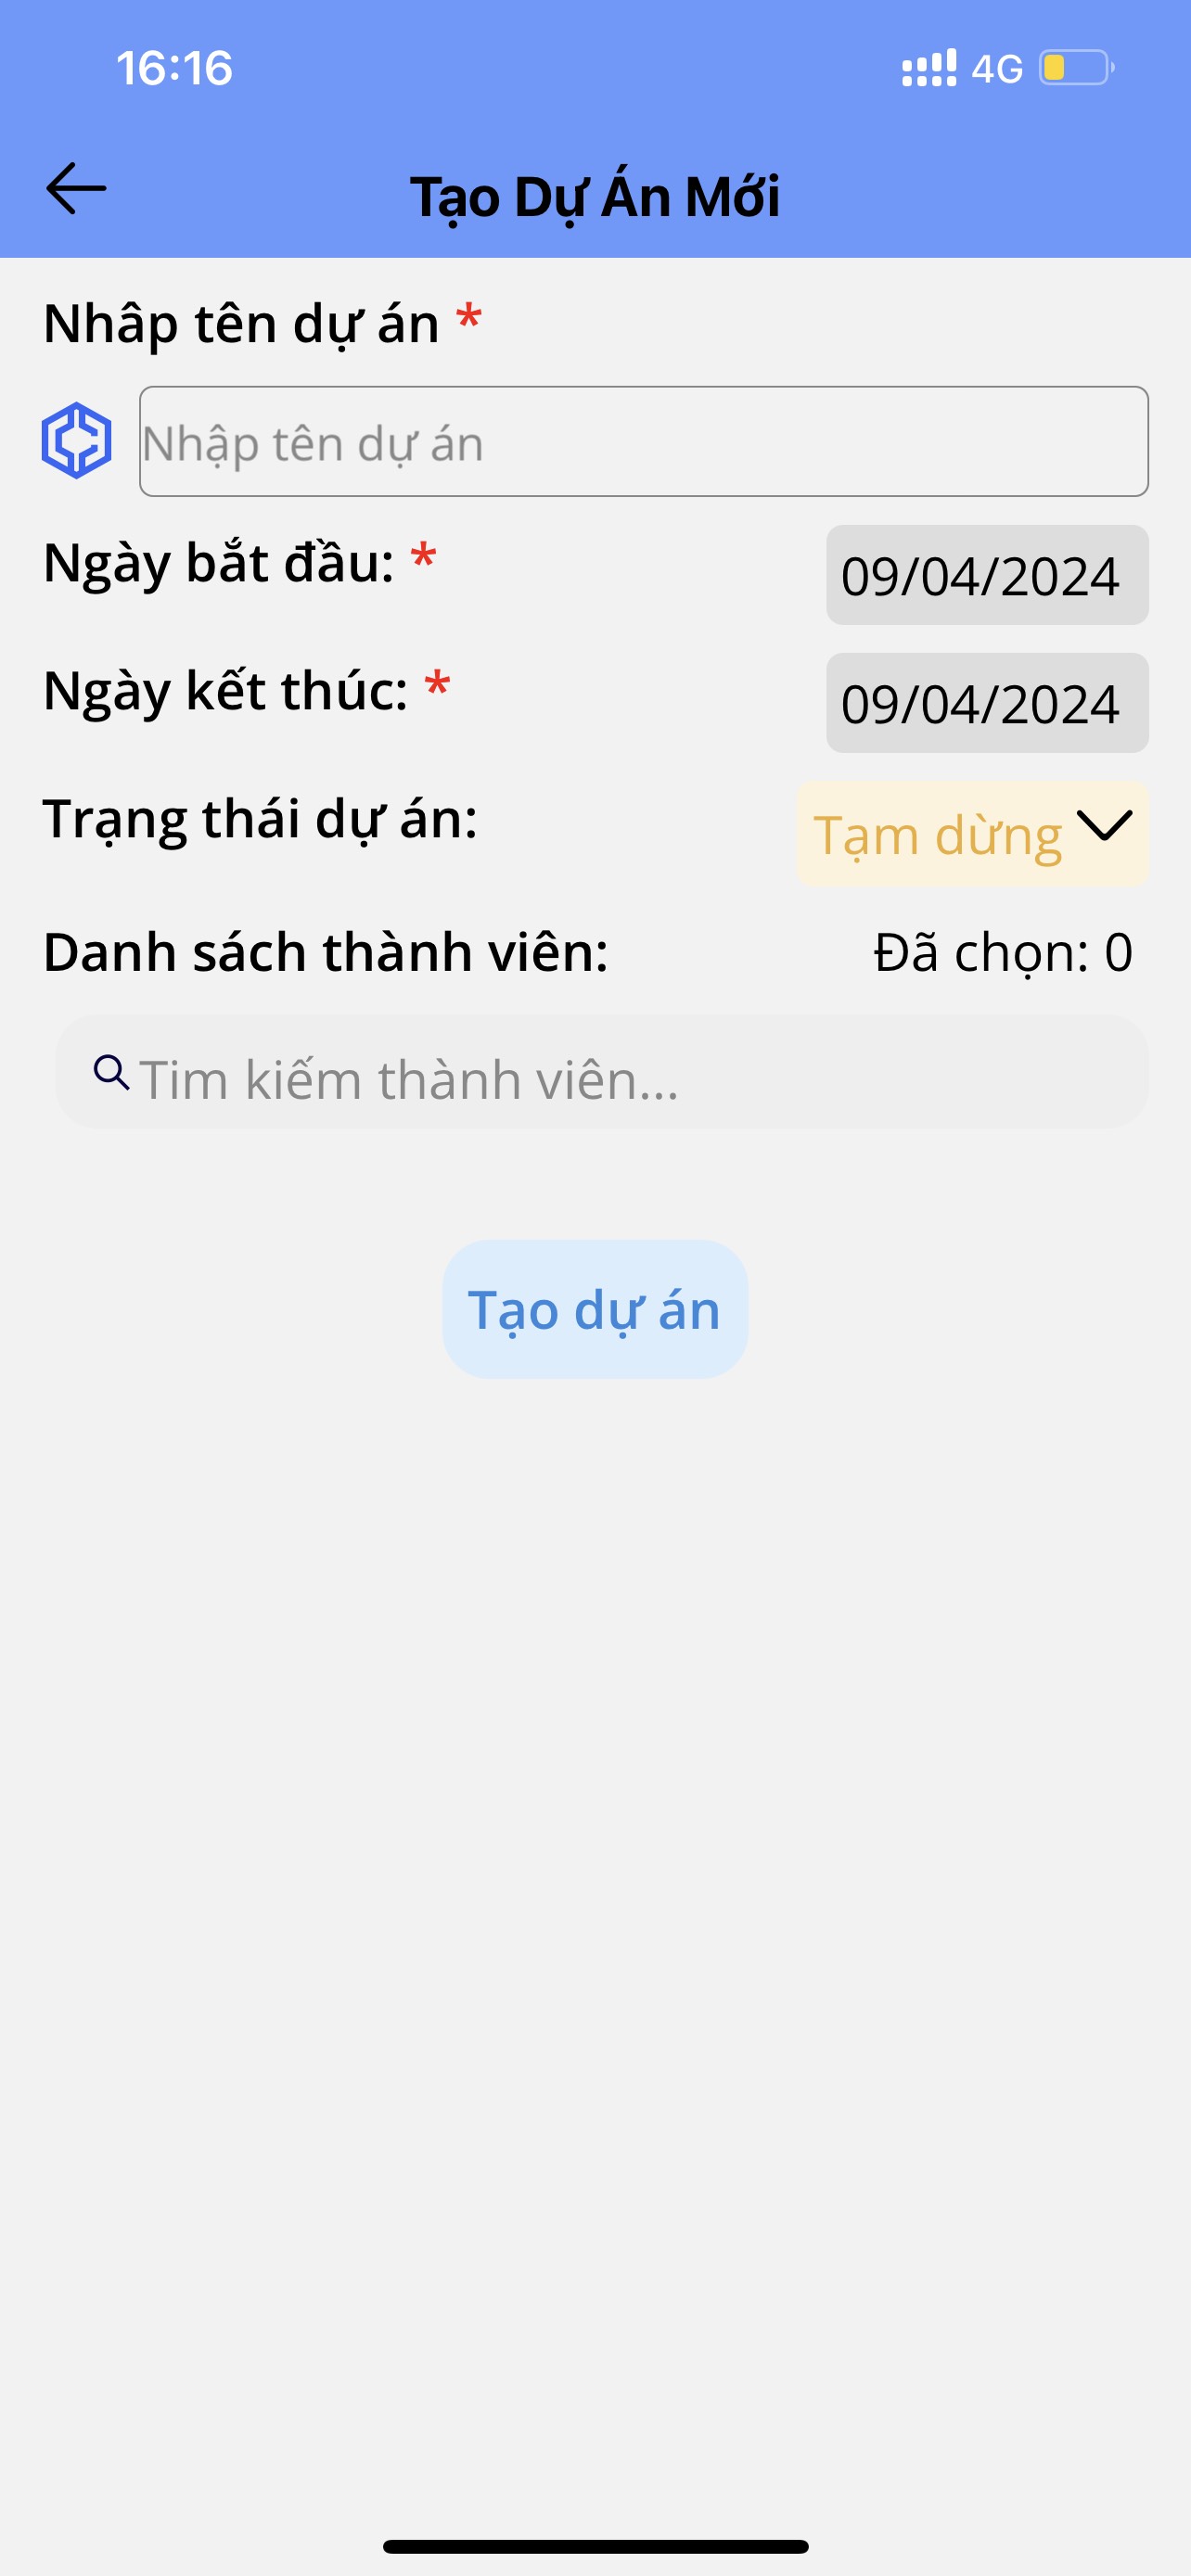 16:16
4G
Tạo Dự Án Mới
Nhâp tên dự án *
Nhập tên dự án
Ngày bắt đầu: *
09/04/2024
Ngày kết thúc: *
09/04/2024
Trạng thái dự án:
Tạm dừng
Danh sách thành viên:
Đã chọn: 0
Tim kiếm thành viên...
Tạo dự án